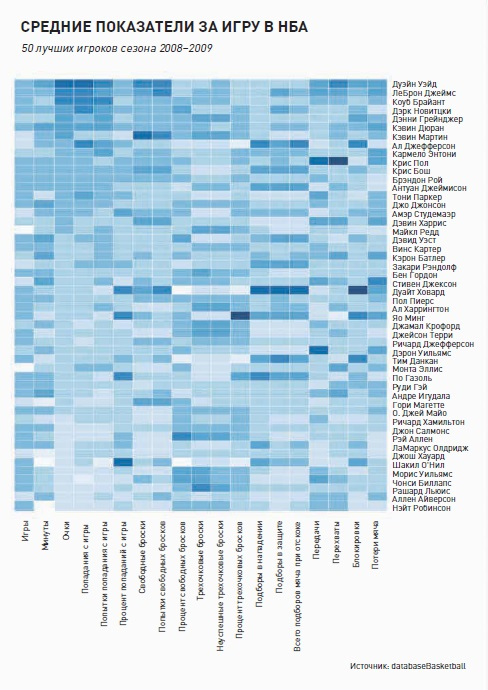 СРЕДНИЕ ПОКАЗАТЕЛИ ЗА ИГРУ В НБА
50 лучших игроков сезона 2008–2009
Дуэйн Уэйд
ЛеБрон Джеймс
Коуб Брайант
Дэрк Новитцки
Дэнни Грейнджер
Кэвин Дюран
Кэвин Мартин
Ал Джефферсон
Кармело Энтони
Крис Пол
Крис Бош
Брэндон Рой
Антуан Джеймисон
Тони Паркер
Джо Джонсон
Амэр Студемаэр
Дэвин Харрис
Майкл Редд
Дэвид Уэст
Винс Картер
Кэрон Батлер
Закари Рэндолф
Бен Гордон
Стивен Джексон
Дуайт Ховард
Пол Пиерс
Ал Харрингтон
Яо Минг
Джамал Крофорд
Джейсон Терри
Ричард Джефферсон
Дэрон Уильямс
Тим Данкан
Монта Эллис
По Газоль
Руди Гэй
Андре Игудала
Гори Магетте
О. Джей Майо
Ричард Хамильтон
Джон Салмонс
Рэй Аллен
ЛаМаркус Олдридж
Джош Хауард
Шакил О'Нил
Морис Уильямс
Чонси Биллапс
Рашард Льюис
Аллен Айверсон
Нэйт Робинсон
Игры
Минуты
Очки
Попадания с игры
Попытки попадания с игры
Процент попаданий с игры
Свободные броски
Попытки свободных бросков
Процент свободных бросков
Трехочковые броски
Неуспешные трехочковые броски
Процент трехочковых бросков
Подборы в нападении
Подборы в защите
Всего подборов мяча при отскоке
Передачи
Перехваты
Блокировки
Потери мяча
Источник: databaseBasketball